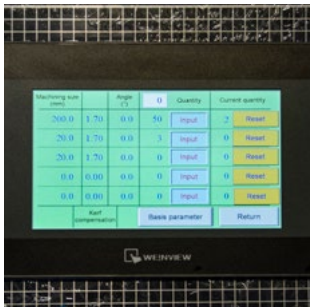 Machining size (mm) Angle (°) 0 Quantity Current quantity
200.0 1.70 0.0 50 Input 2 Reset
20.0 1.70 0.0 3 Input 0 Reset
20.0 1.70 0.0 0 Input 0 Reset
0.0 0.00 0.0 0 Input 0 Reset
0.0 0.00 0.0 0 Input 0 Reset
Kerf compensation Basis parameter Return
WEINVIEW